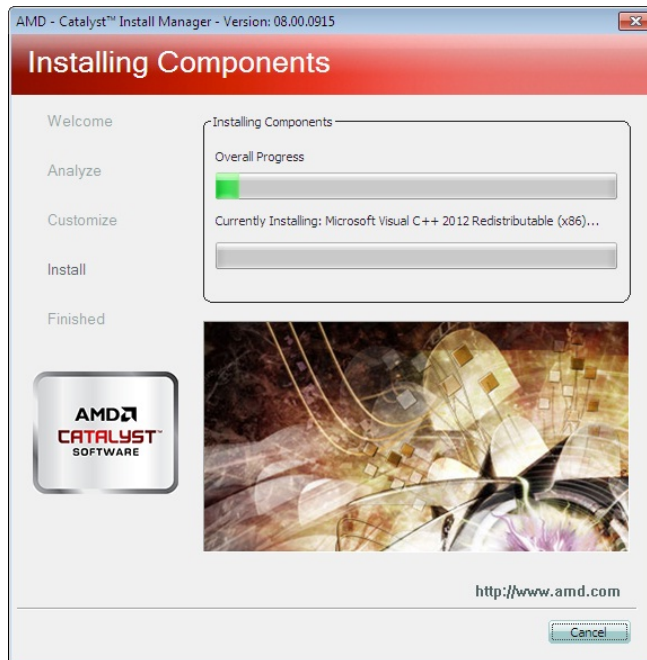 AMD - Catalyst™ Install Manager - Version: 08.00.0915
Installing Components
Welcome
Analyze
Customize
Install
Finished
Installing Components
Overall Progress
Currently Installing: Microsoft Visual C++ 2012 Redistributable (x86)...
AMD
CATALYST™
SOFTWARE
http://www.amd.com
Cancel